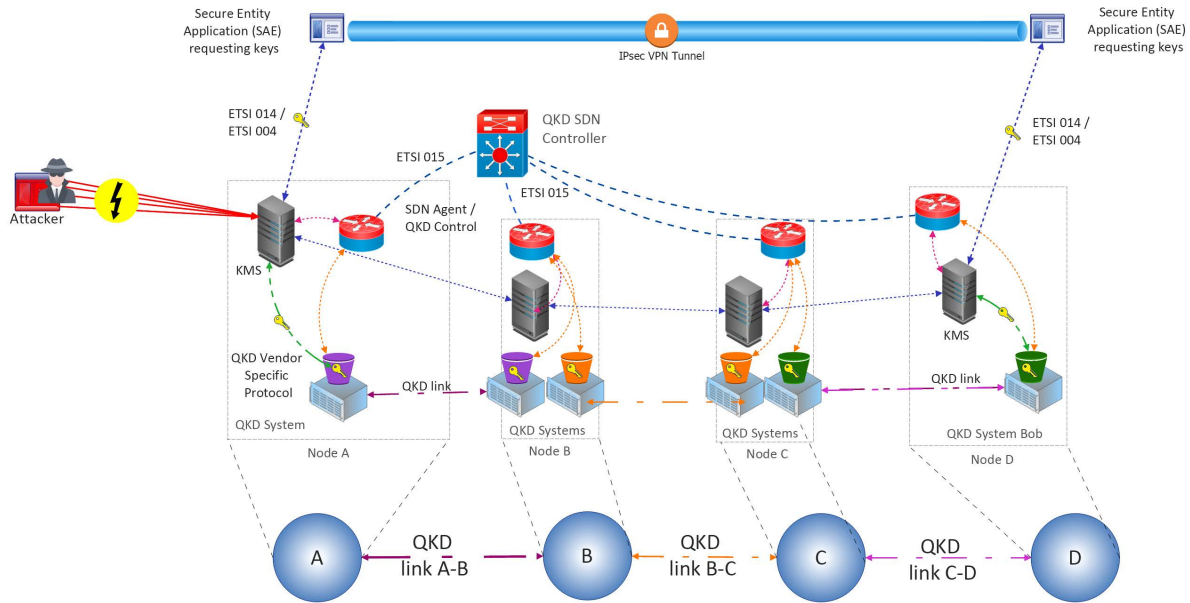 Secure Entity
Application (SAE)
requesting keys
IPsec VPN Tunnel
Secure Entity
Application (SAE)
requesting keys
ETSI 014 /
ETSI 004
QKD SDN
Controller
ETSI 014 /
ETSI 004
ETSI 015
ETSI 015
Attacker
SDN Agent /
QKD Control
KMS
KMS
QKD Vendor
Specific
Protocol
QKD link
QKD link
QKD System
QKD Systems
QKD Systems
QKD System Bob
Node A
Node B
Node C
Node D
A
QKD
link A-B
B
QKD
link B-C
C
QKD
link C-D
D